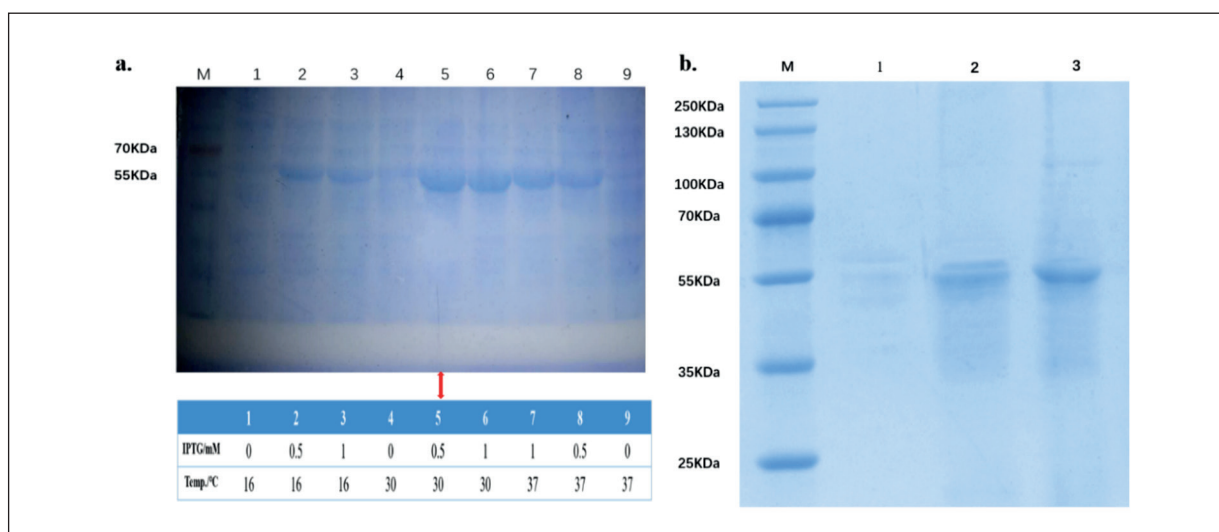 a.
M 1 2 3 4 5 6 7 8 9
70KDa
55KDa
1 2 3 4 5 6 7 8 9
IPTG/mM 0 0.5 1 0 0.5 1 1 0.5 0
Temp./°C 16 16 16 30 30 30 37 37 37
b.
M 1 2 3
250KDa
130KDa
100KDa
70KDa
55KDa
35KDa
25KDa